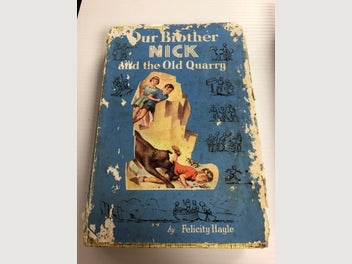 Our Brother
NICK
and the Old Quarry
by Felicity Hayle